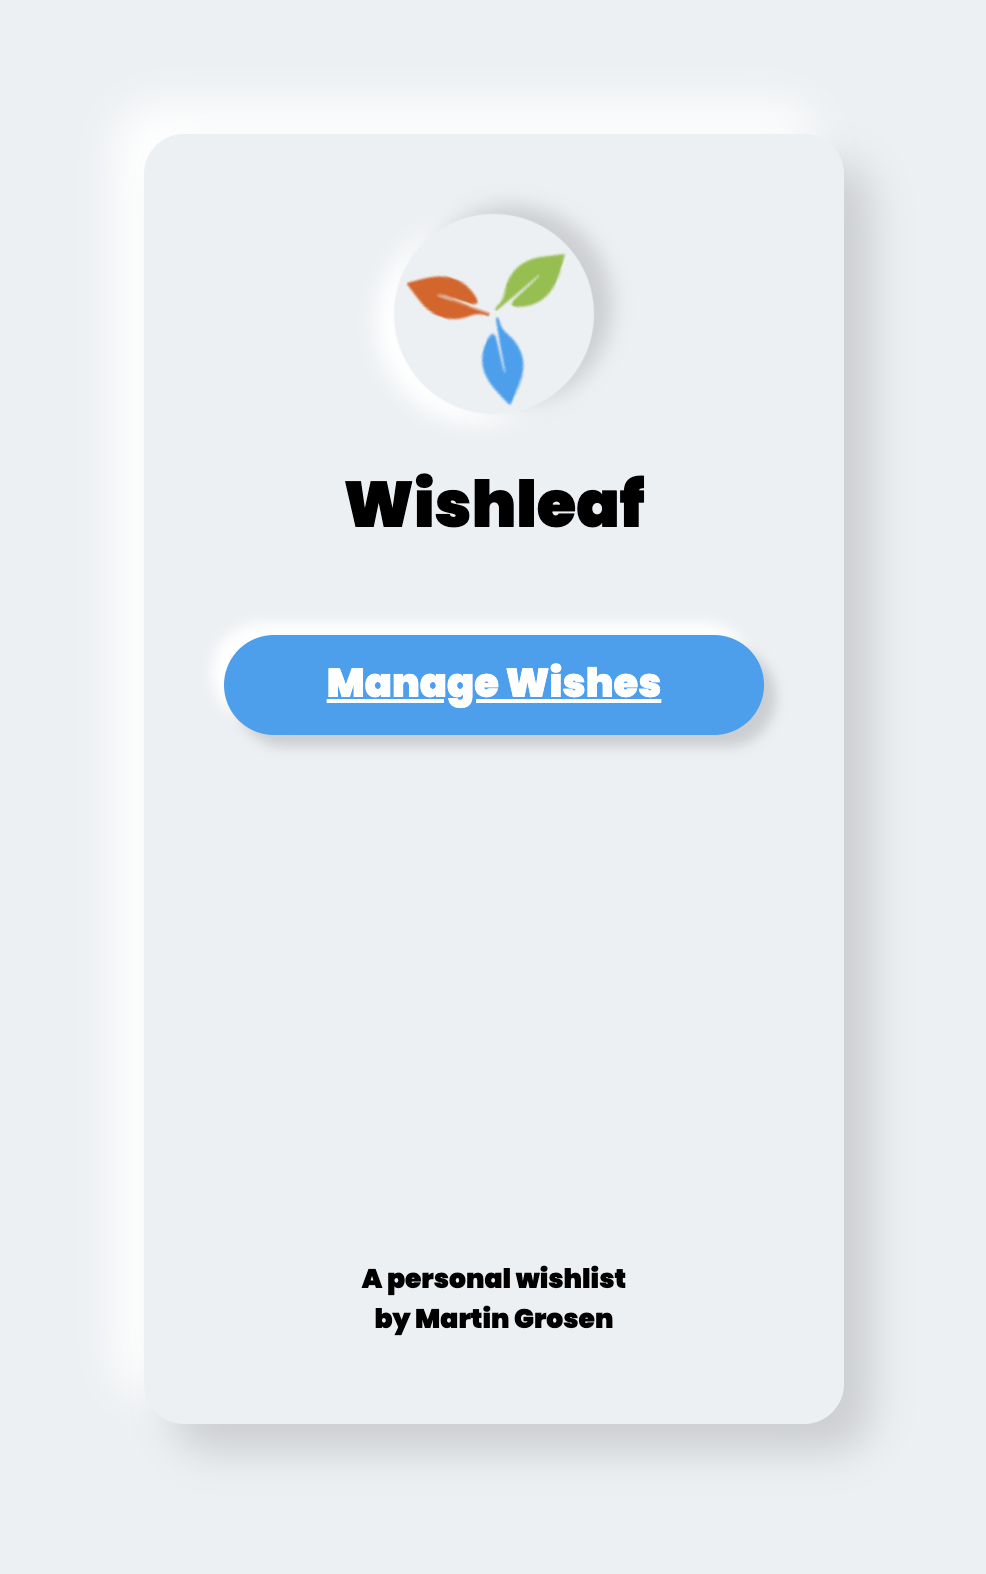 Wishleaf
Manage Wishes
A personal wishlist
by Martin Grosen